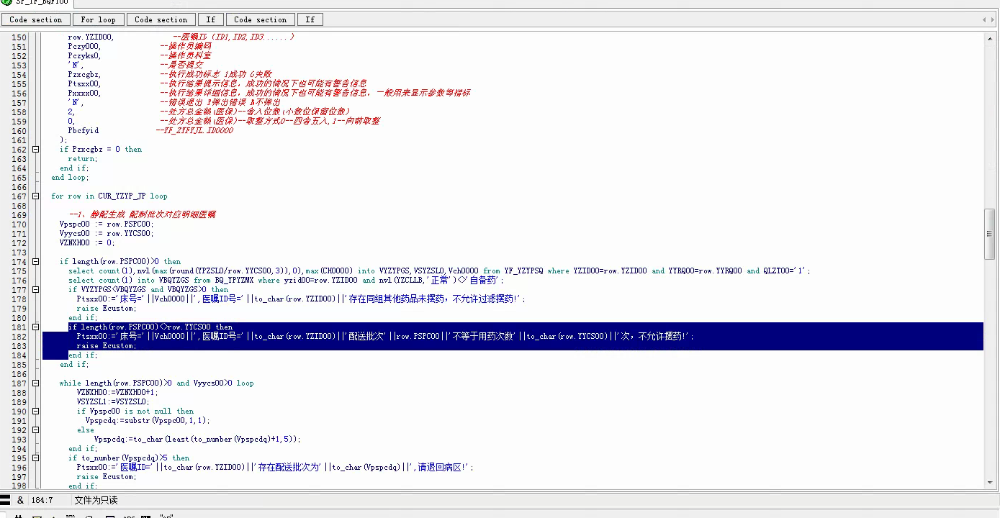 SF_YF_BQFY00
Code section For loop Code section If Code section If
150 row.YZID00, --医嘱ID (ID1,ID2,ID3......)
151 Pczy000, --操作员编码
152 Pczyks0, --操作员科室
153 'N', --是否提交
154 Pzxcgbz, --执行成功标志 1成功 0失败
155 Ptsxx00, --执行结果提示信息，成功的情况下也可能有警告信息
156 Pxxxx00, --执行结果详细信息，成功的情况下也可能有警告信息，一般用来显示参数等指标
157 'N', --错误退出 Y弹出错误 N不弹出
158 2, --处方总金额(医保)--舍入位数(小数位保留位数)
159 0, --处方总金额(医保)--取整方式0--四舍五入,1--向前取整
160 Pbcfyid --YF_ZYFYJL.ID0000
161 );
162 if Pzxcgbz = 0 then
163 return;
164 end if;
165 end loop;
166
167 for row in CUR_YZYP_JP loop
168
169 --1、静配生成 配制批次对应明细医嘱
170 Vpspc00 := row.PSPC00;
171 Vyycs00 := row.YYCS00;
172 VZNXH00 := 0;
173
174 if length(row.PSPC00)>0 then
175 select count(1),nvl(max(round(YPZSL0/row.YYCS00,3)),0),max(CH0000) into VYZYPGS,VSYZSL0,Vch0000 from YF_YZYPSQ where YZID00=row.YZID00 and YYRQ00=row.YYRQ00 and QLZT00='1';
176 select count(1) into VBQYZGS from BQ_YPYZMX where yzid00=row.YZID00 and nvl(YZCLLB,'正常')<>'自备药';
177 if VYZYPGS<VBQYZGS and VBQYZGS>0 then
178 Ptsxx00:='床号='||Vch0000||',医嘱ID号='||to_char(row.YZID00)||'存在同组其他药品未摆药，不允许过滤摆药!';
179 raise Ecustom;
180 end if;
181 if length(row.PSPC00)<>row.YYCS00 then
182 Ptsxx00:='床号='||Vch0000||',医嘱ID号='||to_char(row.YZID00)||'配送批次'||row.PSPC00||'不等于用药次数'||to_char(row.YYCS00)||'次，不允许摆药!';
183 raise Ecustom;
184 end if;
185 end if;
186
187 while length(row.PSPC00)>0 and Vyycs00>0 loop
188 VZNXH00:=VZNXH00+1;
189 VSYZSL1:=VSYZSL0;
190 if Vpspc00 is not null then
191 Vpspcdq:=substr(Vpspc00,1,1);
192 else
193 Vpspcdq:=to_char(least(to_number(Vpspcdq)+1,5));
194 end if;
195 if to_number(Vpspcdq)>5 then
196 Ptsxx00:='医嘱ID='||to_char(row.YZID00)||'存在配送批次为'||to_char(Vpspcdq)||',请退回病区!';
197 raise Ecustom;
198 end if;
& 184:7 文件为只读